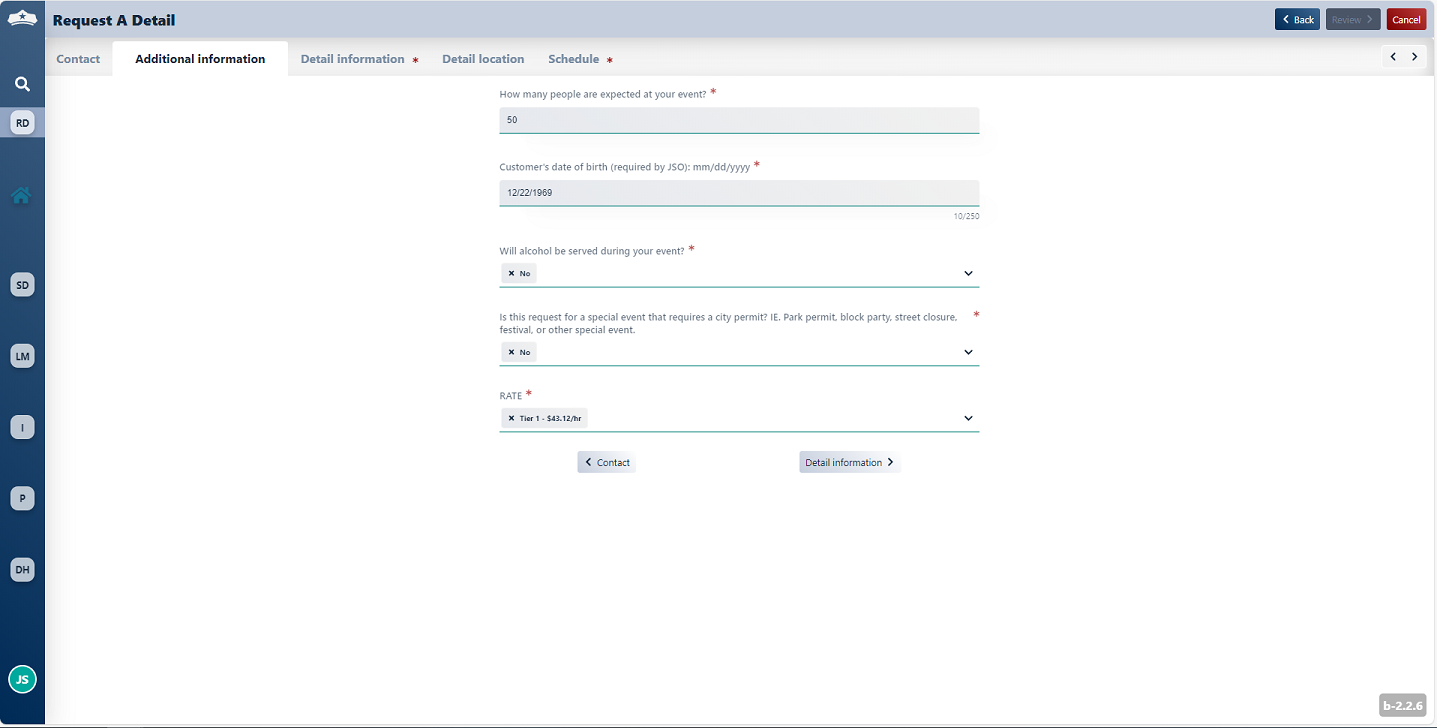 Request A Detail
Back
Review
Cancel
Contact
Additional information
Detail information *
Detail location
Schedule *
RD
SD
LM
I
P
DH
JS
How many people are expected at your event? *
50
Customer's date of birth (required by JSO): mm/dd/yyyy *
12/22/1969
10/250
Will alcohol be served during your event? *
× No
Is this request for a special event that requires a city permit? IE. Park permit, block party, street closure, *
festival, or other special event.
× No
RATE *
× Tier 1 - $43.12/hr
Contact
Detail information
b-2.2.6